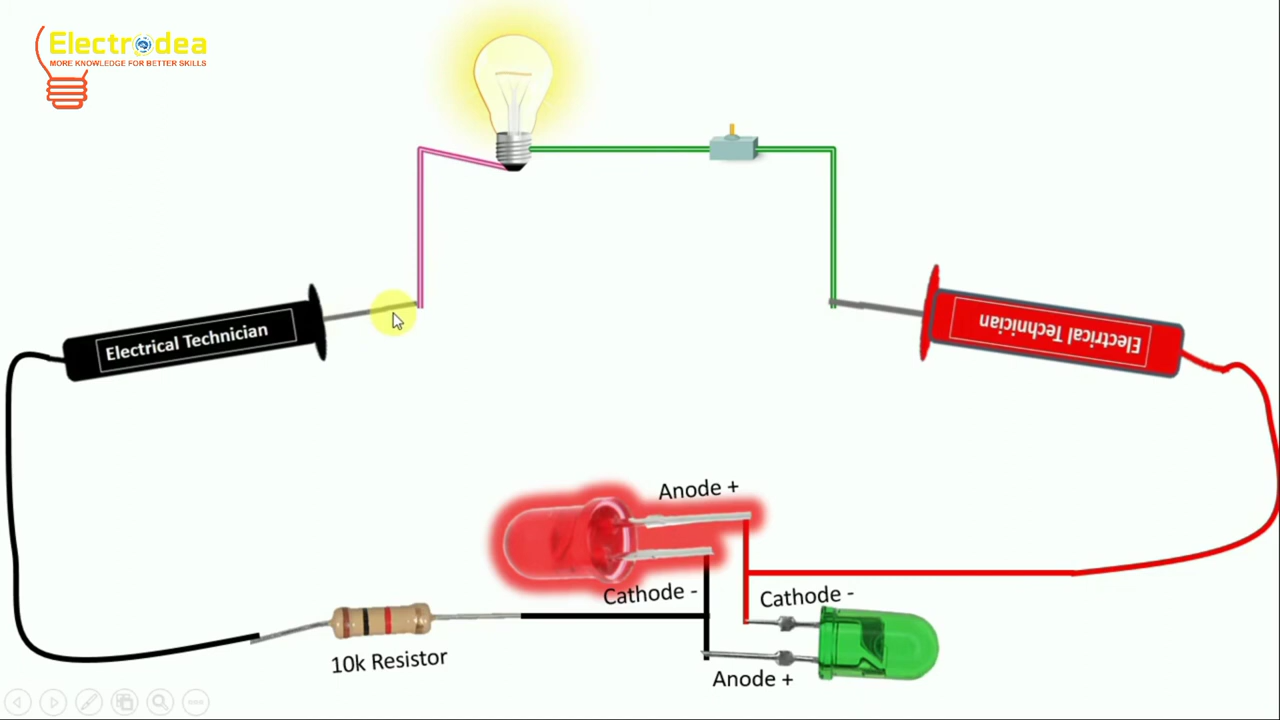 Electrodea
MORE KNOWLEDGE FOR BETTER SKILLS
Electrical Technician
Electrical Technician
Anode +
Cathode -
Cathode -
10k Resistor
Anode +